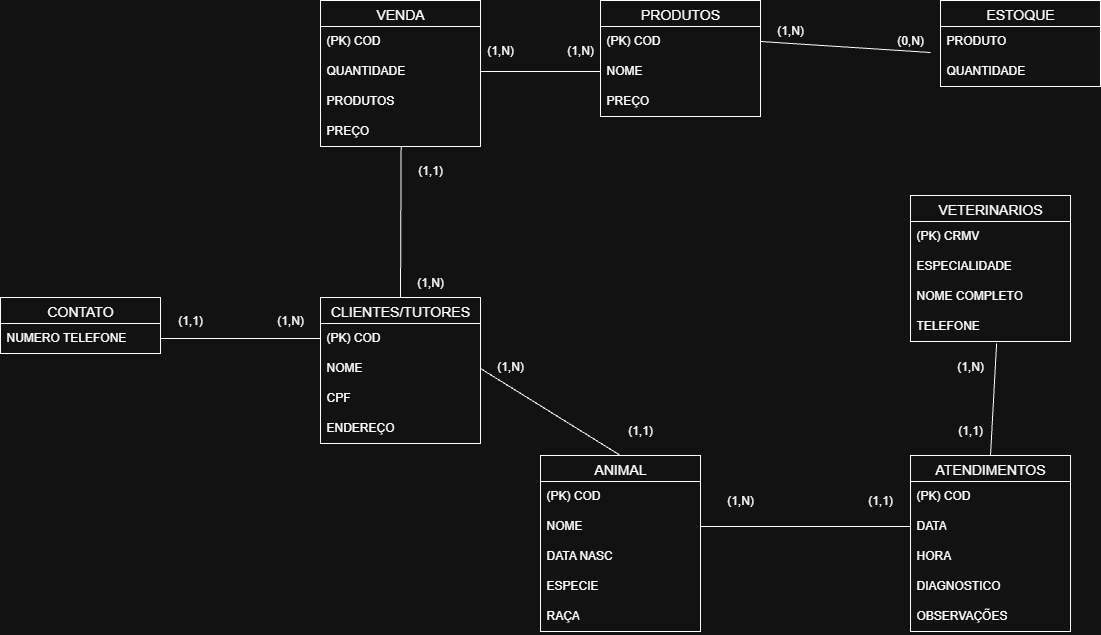 VENDA
(PK) COD
QUANTIDADE
PRODUTOS
PREÇO
(1,N)
(1,N)
PRODUTOS
(PK) COD
NOME
PREÇO
(1,N)
(0,N)
ESTOQUE
PRODUTO
QUANTIDADE
(1,1)
(1,N)
VETERINARIOS
(PK) CRMV
ESPECIALIDADE
NOME COMPLETO
TELEFONE
CONTATO
NUMERO TELEFONE
(1,1)
(1,N)
CLIENTES/TUTORES
(PK) COD
NOME
CPF
ENDEREÇO
(1,N)
(1,1)
(1,N)
(1,1)
ANIMAL
(PK) COD
NOME
DATA NASC
ESPECIE
RAÇA
(1,N)
(1,1)
ATENDIMENTOS
(PK) COD
DATA
HORA
DIAGNOSTICO
OBSERVAÇÕES